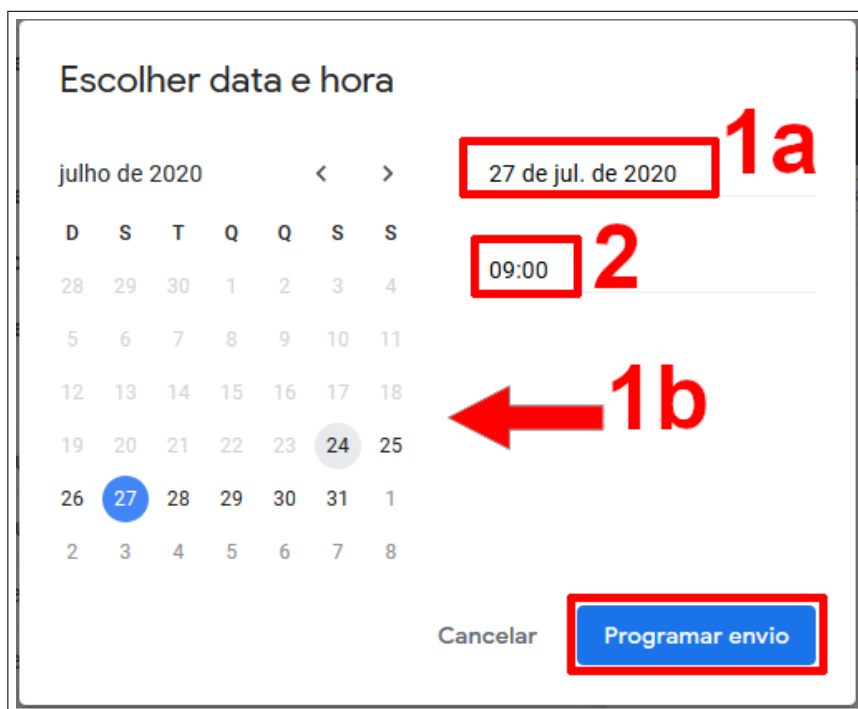 Escolher data e hora
julho de 2020 < >
D S T Q Q S S
28 29 30 1 2 3 4
5 6 7 8 9 10 11
12 13 14 15 16 17 18
19 20 21 22 23 24 25
26 27 28 29 30 31 1
2 3 4 5 6 7 8
27 de jul. de 2020 1a
09:00 2
1b
Cancelar Programar envio